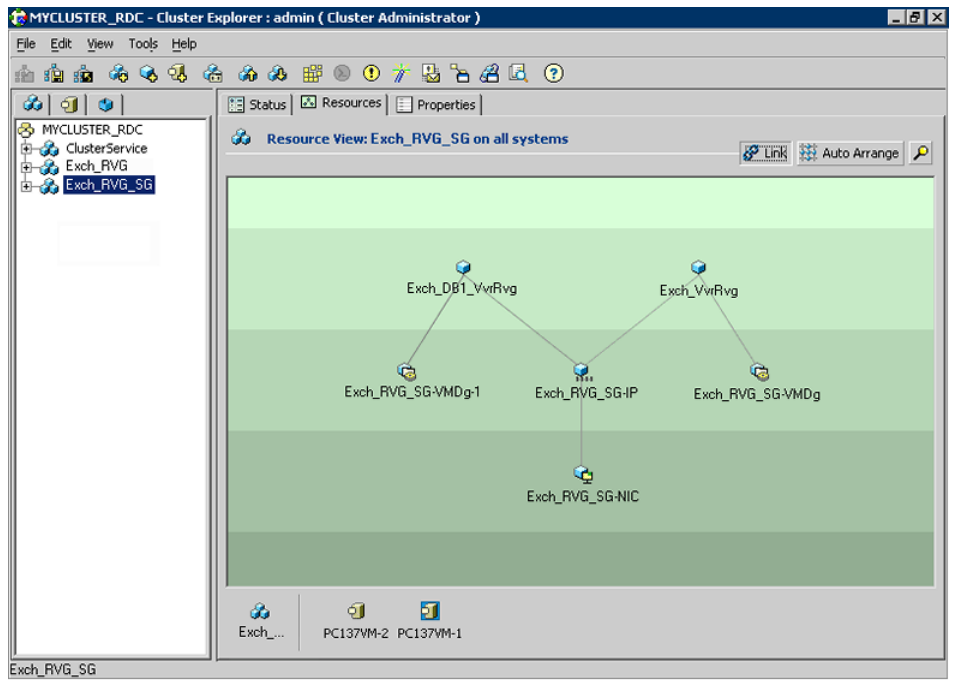 MYCLUSTER_RDC - Cluster Explorer : admin ( Cluster Administrator )
File Edit View Tools Help
Status Resources Properties
MYCLUSTER_RDC
ClusterService
Exch_RVG
Exch_RVG_SG
Resource View: Exch_RVG_SG on all systems
Link Auto Arrange
Exch_DB1_VvrRvg Exch_VvrRvg
Exch_RVG_SG-VMDg-1 Exch_RVG_SG-IP Exch_RVG_SG-VMDg
Exch_RVG_SG-NIC
Exch_... PC137VM-2 PC137VM-1
Exch_RVG_SG